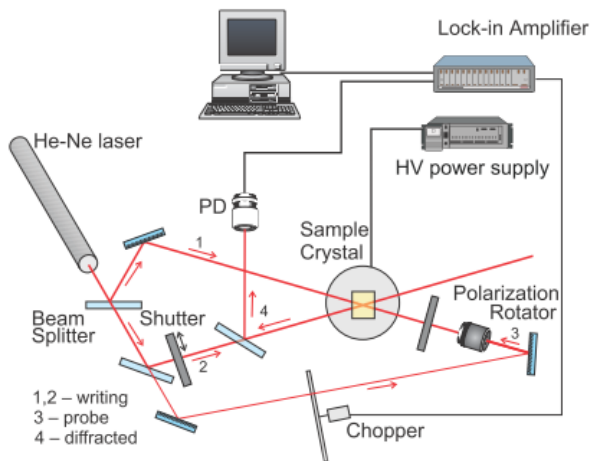 Lock-in Amplifier
He-Ne laser
HV power supply
PD
Sample
Crystal
1
Polarization
Rotator
Beam
Splitter
Shutter
4
3
2
1,2 – writing
3 – probe
4 – diffracted
Chopper